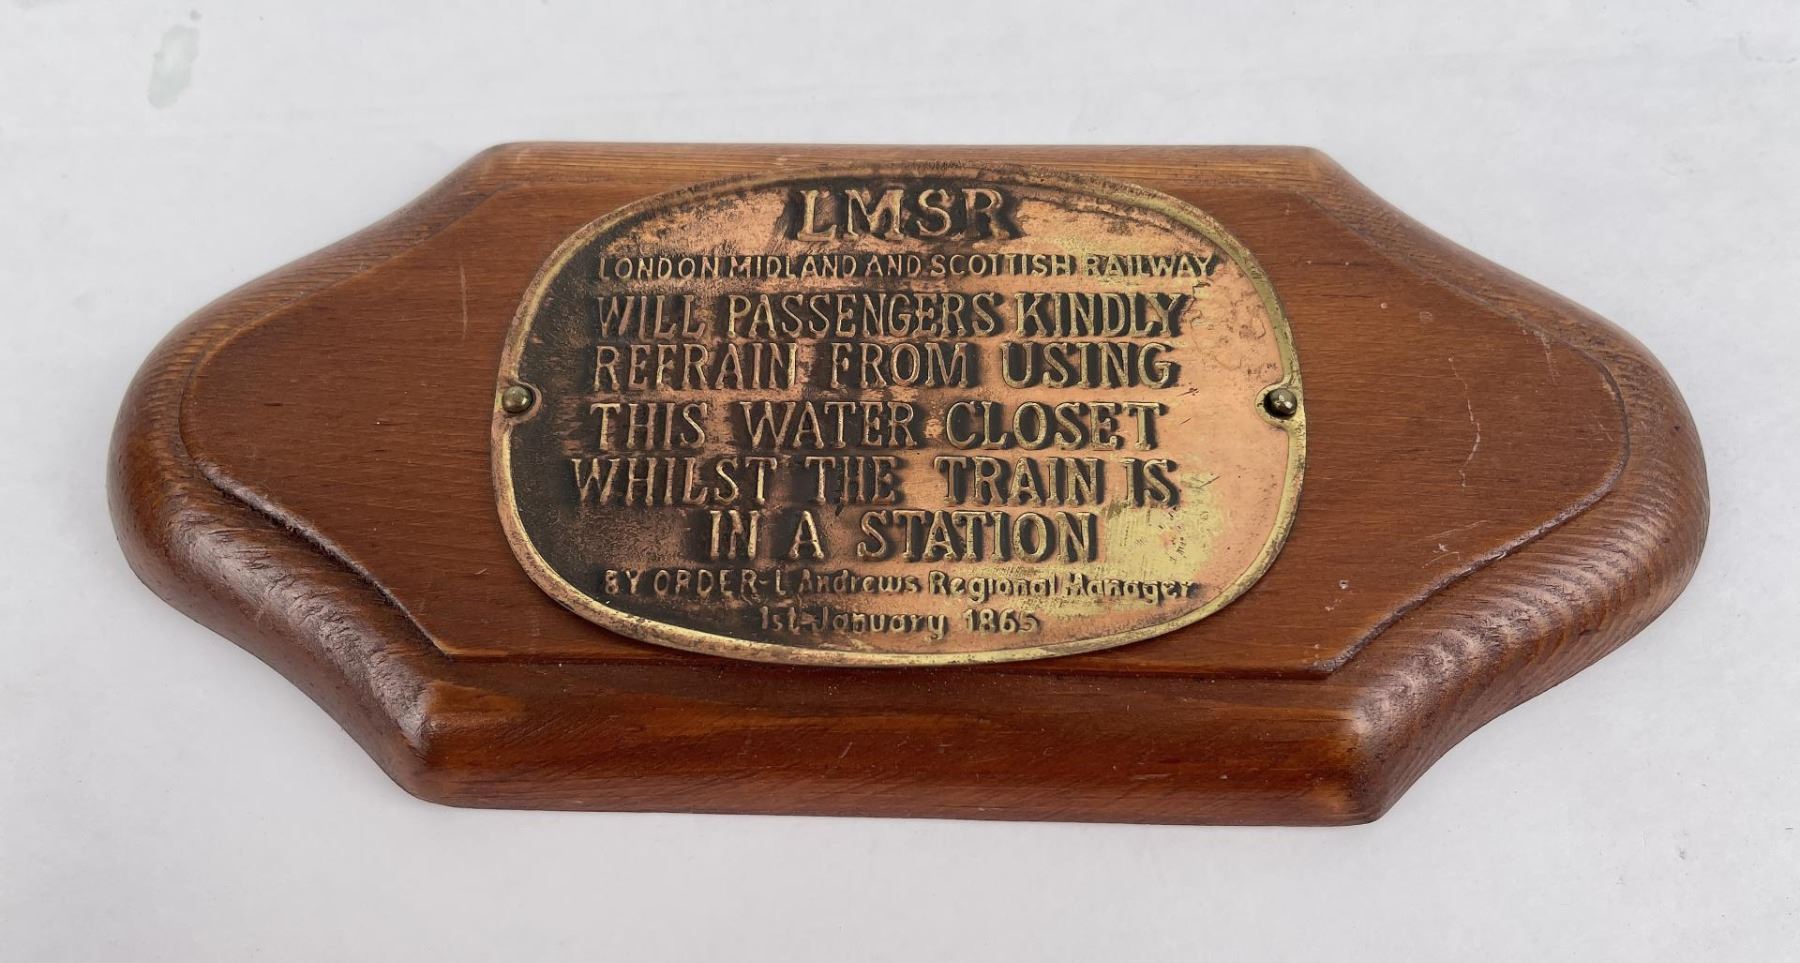 LMSR
LONDON MIDLAND AND SCOTTISH RAILWAY
WILL PASSENGERS KINDLY
REFRAIN FROM USING
THIS WATER CLOSET
WHILST THE TRAIN IS
IN A STATION
BY ORDER-L Andrews Regional Manager
1st January 1865